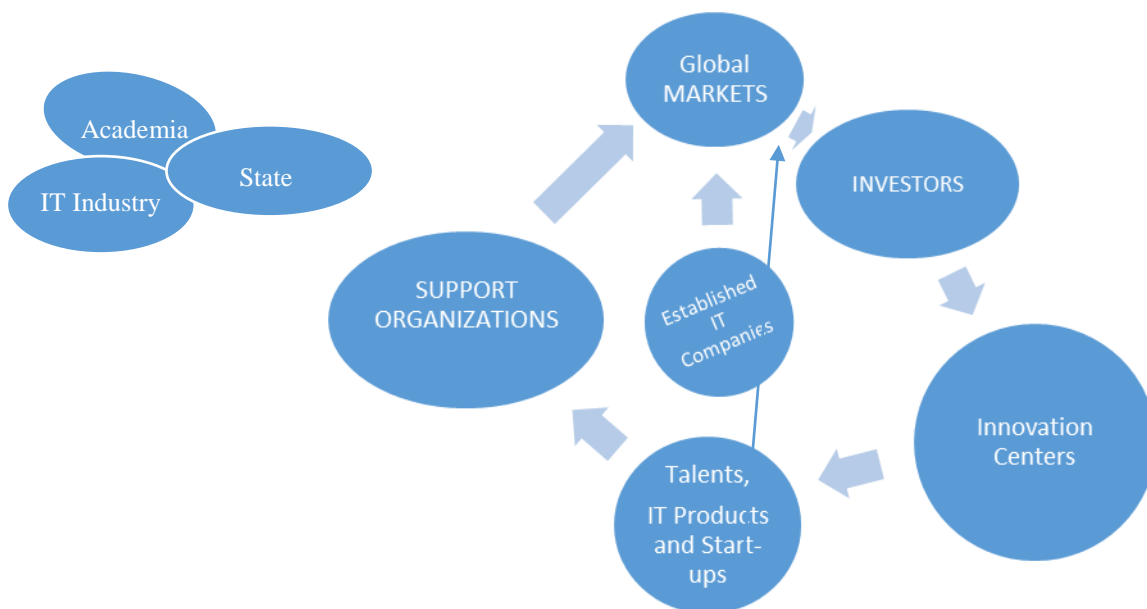 Academia
State
IT Industry
Global
MARKETS
INVESTORS
SUPPORT
ORGANIZATIONS
Established
IT
Companies
Innovation
Centers
Talents,
IT Products
and Start-
ups